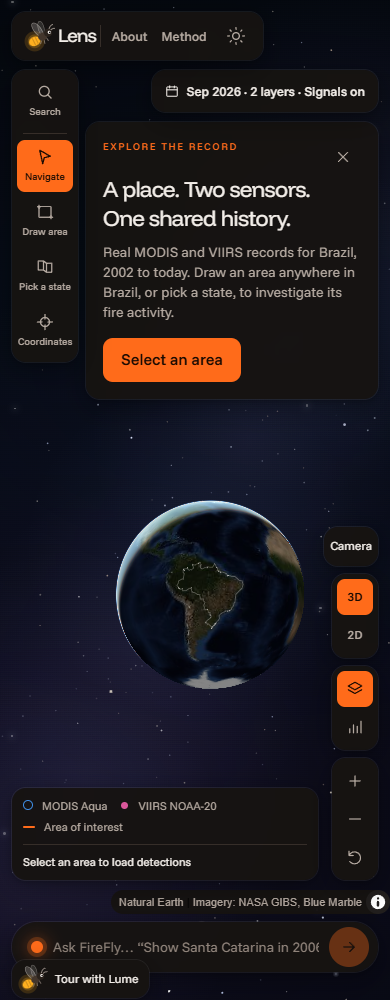 Lens
About
Method
Search
Navigate
Draw area
Pick a state
Coordinates
Sep 2026 · 2 layers · Signals on
EXPLORE THE RECORD
A place. Two sensors.
One shared history.
Real MODIS and VIIRS records for Brazil,
2002 to today. Draw an area anywhere in
Brazil, or pick a state, to investigate its
fire activity.
Select an area
Camera
3D
2D
MODIS Aqua
VIIRS NOAA-20
Area of interest
Select an area to load detections
Natural Earth
Imagery: NASA GIBS, Blue Marble
Ask FireFly... "Show Santa Catarina in 2006
Tour with Lume